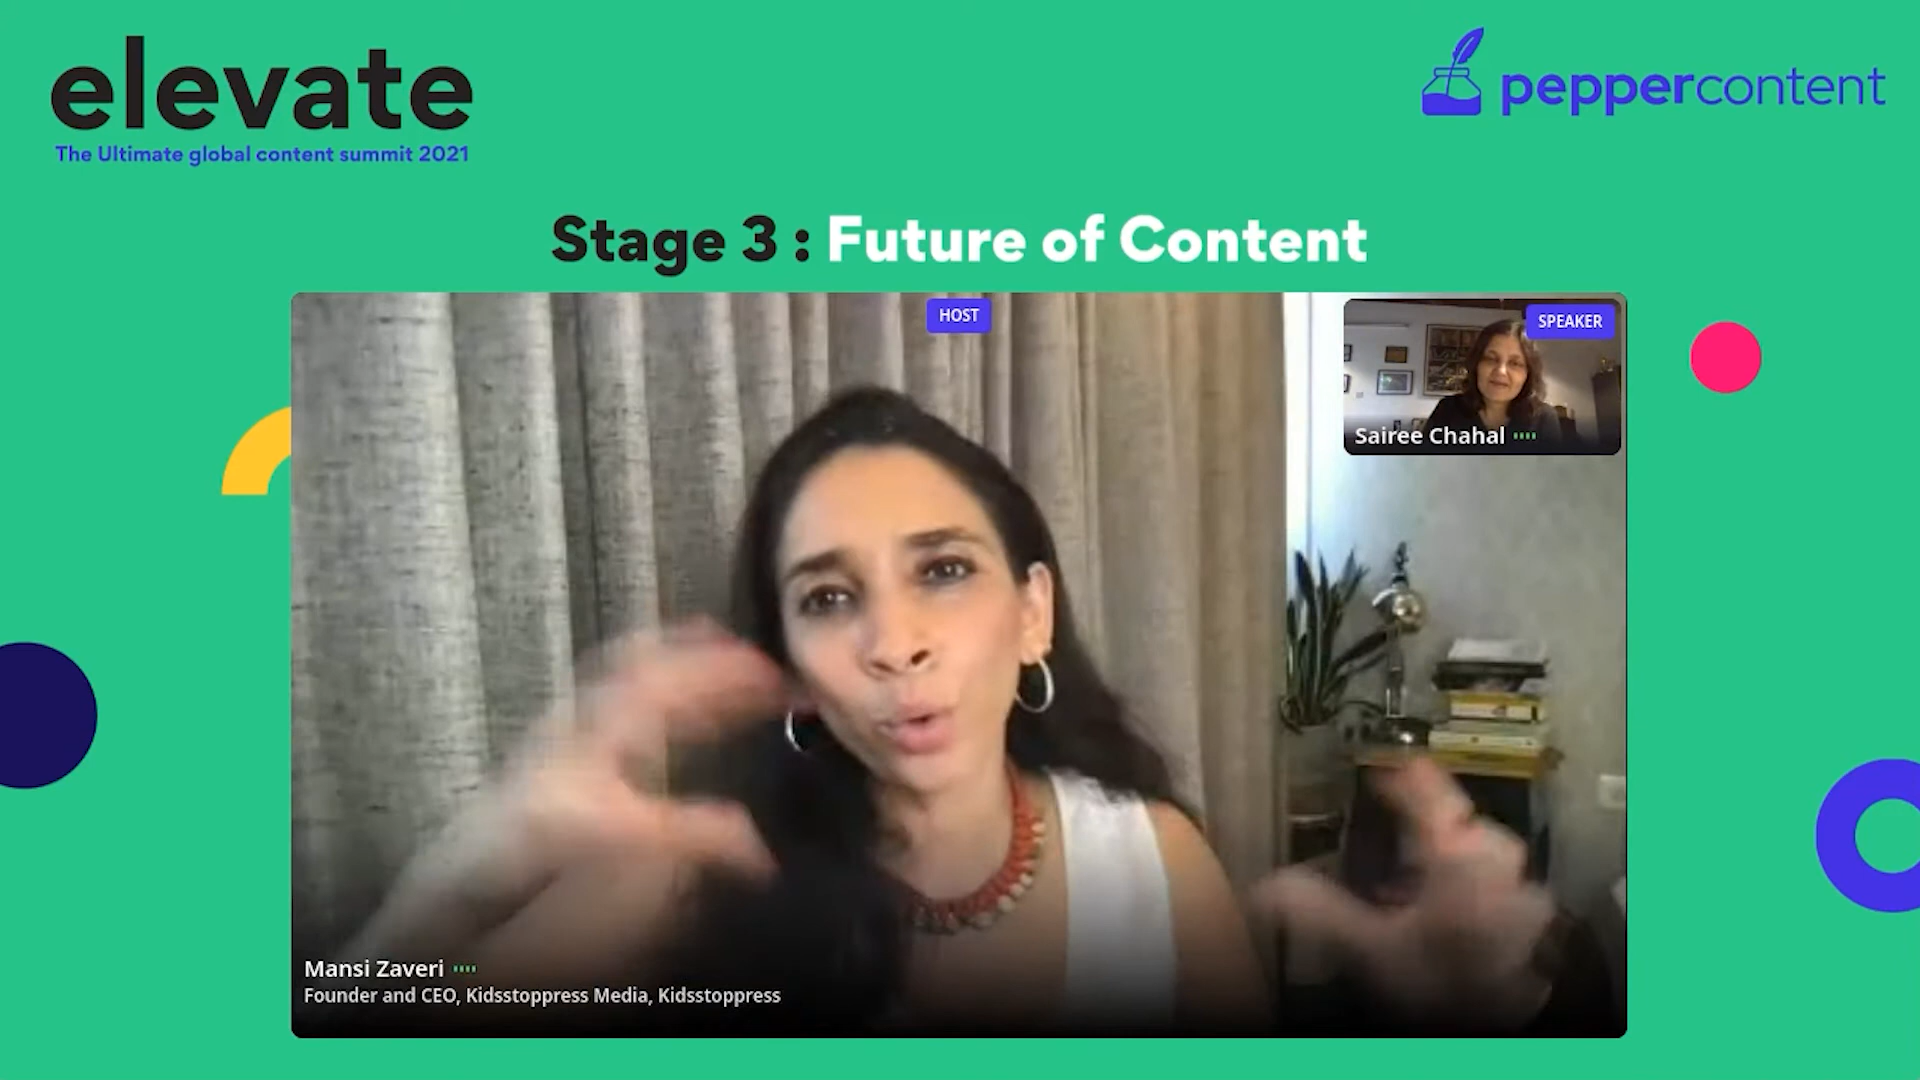 elevate
The Ultimate global content summit 2021
peppercontent
Stage 3 : Future of Content
HOST
SPEAKER
Sairee Chahal
Mansi Zaveri
Founder and CEO, Kidsstoppress Media, Kidsstoppress